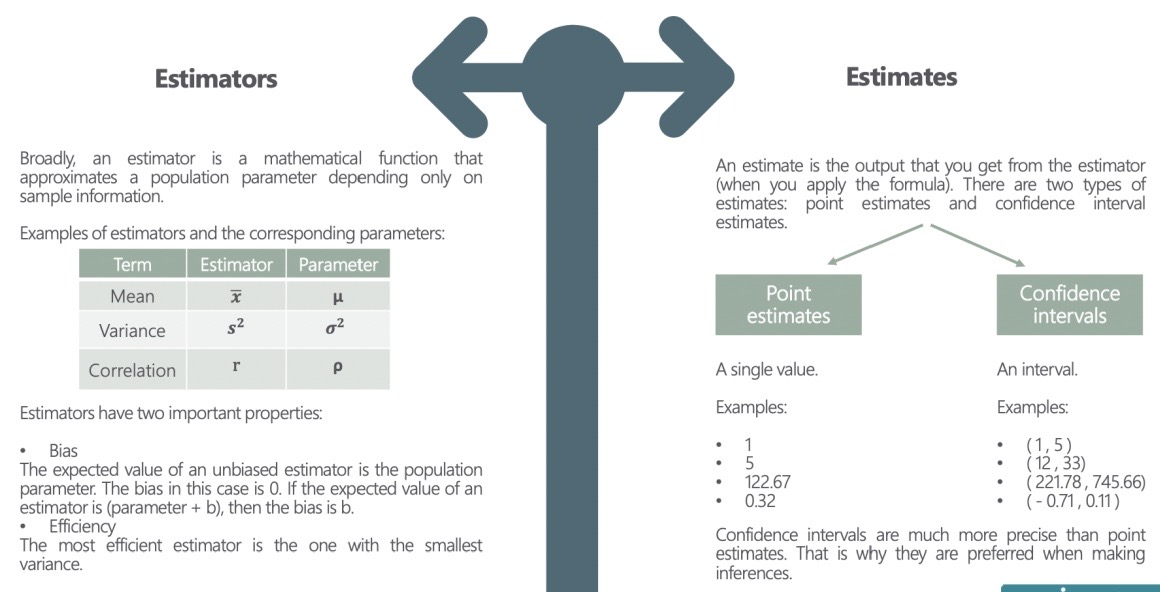 Estimators
Broadly, an estimator is a mathematical function that
approximates a population parameter depending only on
sample information.
Examples of estimators and the corresponding parameters:
Term Estimator Parameter
Mean x̅ μ
Variance s² σ²
Correlation r ρ
Estimators have two important properties:
• Bias
The expected value of an unbiased estimator is the population
parameter. The bias in this case is 0. If the expected value of an
estimator is (parameter + b), then the bias is b.
• Efficiency
The most efficient estimator is the one with the smallest
variance.
Estimates
An estimate is the output that you get from the estimator
(when you apply the formula). There are two types of
estimates: point estimates and confidence interval
estimates.
Point
estimates
A single value.
Examples:
• 1
• 5
• 122.67
• 0.32
Confidence
intervals
An interval.
Examples:
• ( 1 , 5 )
• ( 12 , 33)
• ( 221.78 , 745.66)
• ( - 0.71 , 0.11 )
Confidence intervals are much more precise than point
estimates. That is why they are preferred when making
inferences.